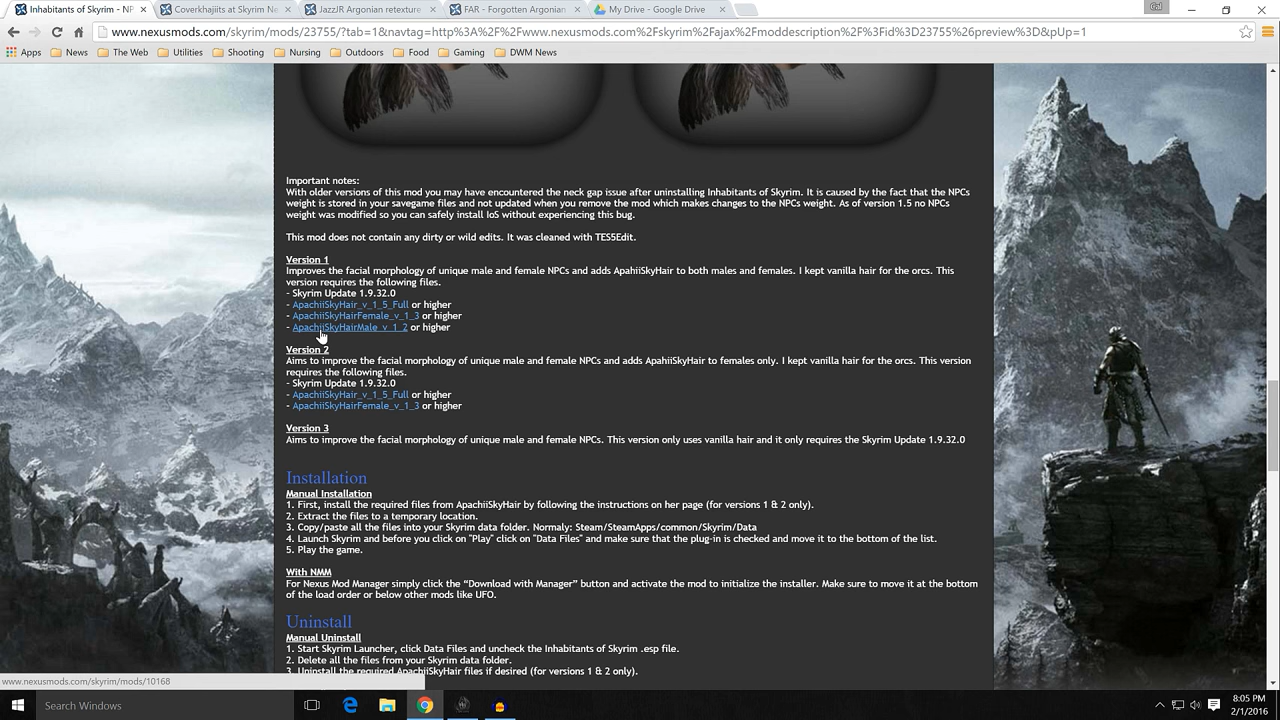 Inhabitants of Skyrim - NP
Coverkhajiits at Skyrim Ne
JazzJR Argonian retexture
FAR - Forgotten Argonian
My Drive - Google Drive
www.nexusmods.com/skyrim/mods/23755/?tab=1&navtag=http%3A%2F%2Fwww.nexusmods.com%2Fskyrim%2Fajax%2Fmoddescription%2F%3Fid%3D23755%26preview%3D&pUp=1
Apps News The Web Utilities Shooting Nursing Outdoors Food Gaming DWM News
Important notes:
With older versions of this mod you may have encountered the neck gap issue after uninstalling Inhabitants of Skyrim. It is caused by the fact that the NPCs
weight is stored in your savegame files and not updated when you remove the mod which makes changes to the NPCs weight. As of version 1.5 no NPCs
weight was modified so you can safely install IoS without experiencing this bug.
This mod does not contain any dirty or wild edits. It was cleaned with TES5Edit.
Version 1
Improves the facial morphology of unique male and female NPCs and adds ApahiiSkyHair to both males and females. I kept vanilla hair for the orcs. This
version requires the following files.
- Skyrim Update 1.9.32.0
- ApachiiSkyHair_v_1_5_Full or higher
- ApachiiSkyHairFemale_v_1_3 or higher
- ApachiiSkyHairMale_v_1_2 or higher
Version 2
Aims to improve the facial morphology of unique male and female NPCs and adds ApahiiSkyHair to females only. I kept vanilla hair for the orcs. This version
requires the following files.
- Skyrim Update 1.9.32.0
- ApachiiSkyHair_v_1_5_Full or higher
- ApachiiSkyHairFemale_v_1_3 or higher
Version 3
Aims to improve the facial morphology of unique male and female NPCs. This version only uses vanilla hair and it only requires the Skyrim Update 1.9.32.0
Installation
Manual Installation
1. First, install the required files from ApachiiSkyHair by following the instructions on her page (for versions 1 & 2 only).
2. Extract the files to a temporary location.
3. Copy/paste all the files into your Skyrim data folder. Normaly: Steam/SteamApps/common/Skyrim/Data
4. Launch Skyrim and before you click on "Play" click on "Data Files" and make sure that the plug-in is checked and move it to the bottom of the list.
5. Play the game.
With NMM
For Nexus Mod Manager simply click the “Download with Manager” button and activate the mod to initialize the installer. Make sure to move it at the bottom
of the load order or below other mods like UFO.
Uninstall
Manual Uninstall
1. Start Skyrim Launcher, click Data Files and uncheck the Inhabitants of Skyrim .esp file.
2. Delete all the files from your Skyrim data folder.
3. Uninstall the required ApachiiSkyHair files if desired (for versions 1 & 2 only).
www.nexusmods.com/skyrim/mods/10168
Search Windows
8:05 PM
2/1/2016